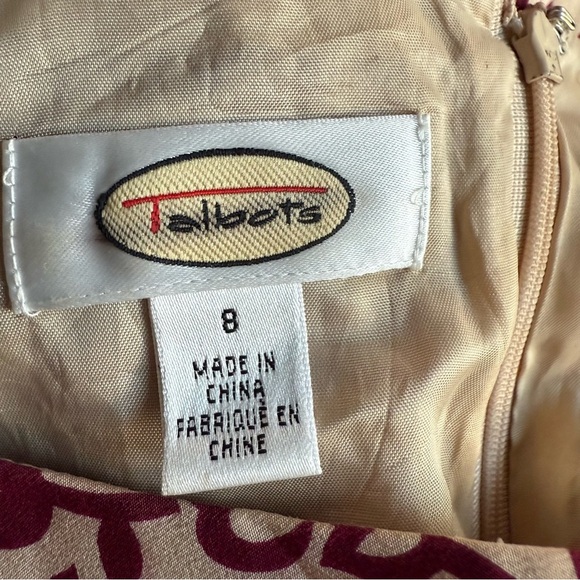 Talbots
8
MADE IN
CHINA
FABRIQUÉ EN
CHINE